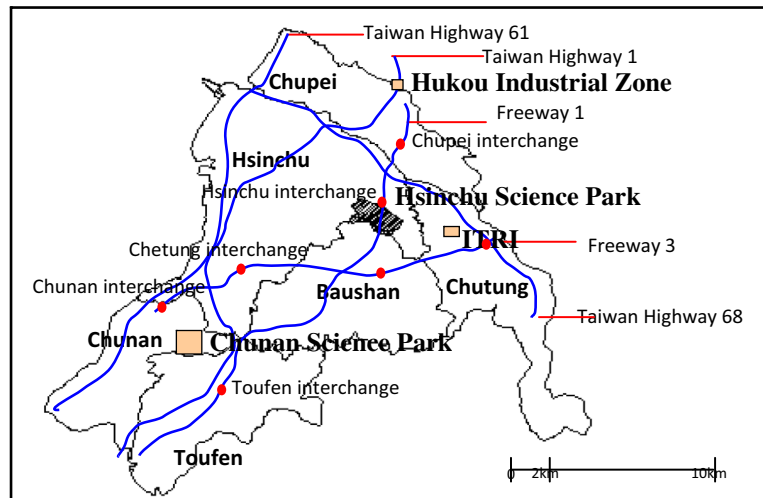 Taiwan Highway 61
Taiwan Highway 1
Chupei
Hukou Industrial Zone
Freeway 1
Chupei interchange
Hsinchu
Hsinchu interchange
Hsinchu Science Park
ITRI
Freeway 3
Chetung interchange
Chunan interchange
Baushan
Chutung
Taiwan Highway 68
Chunan
Chunan Science Park
Toufen interchange
Toufen
0 2km 10km